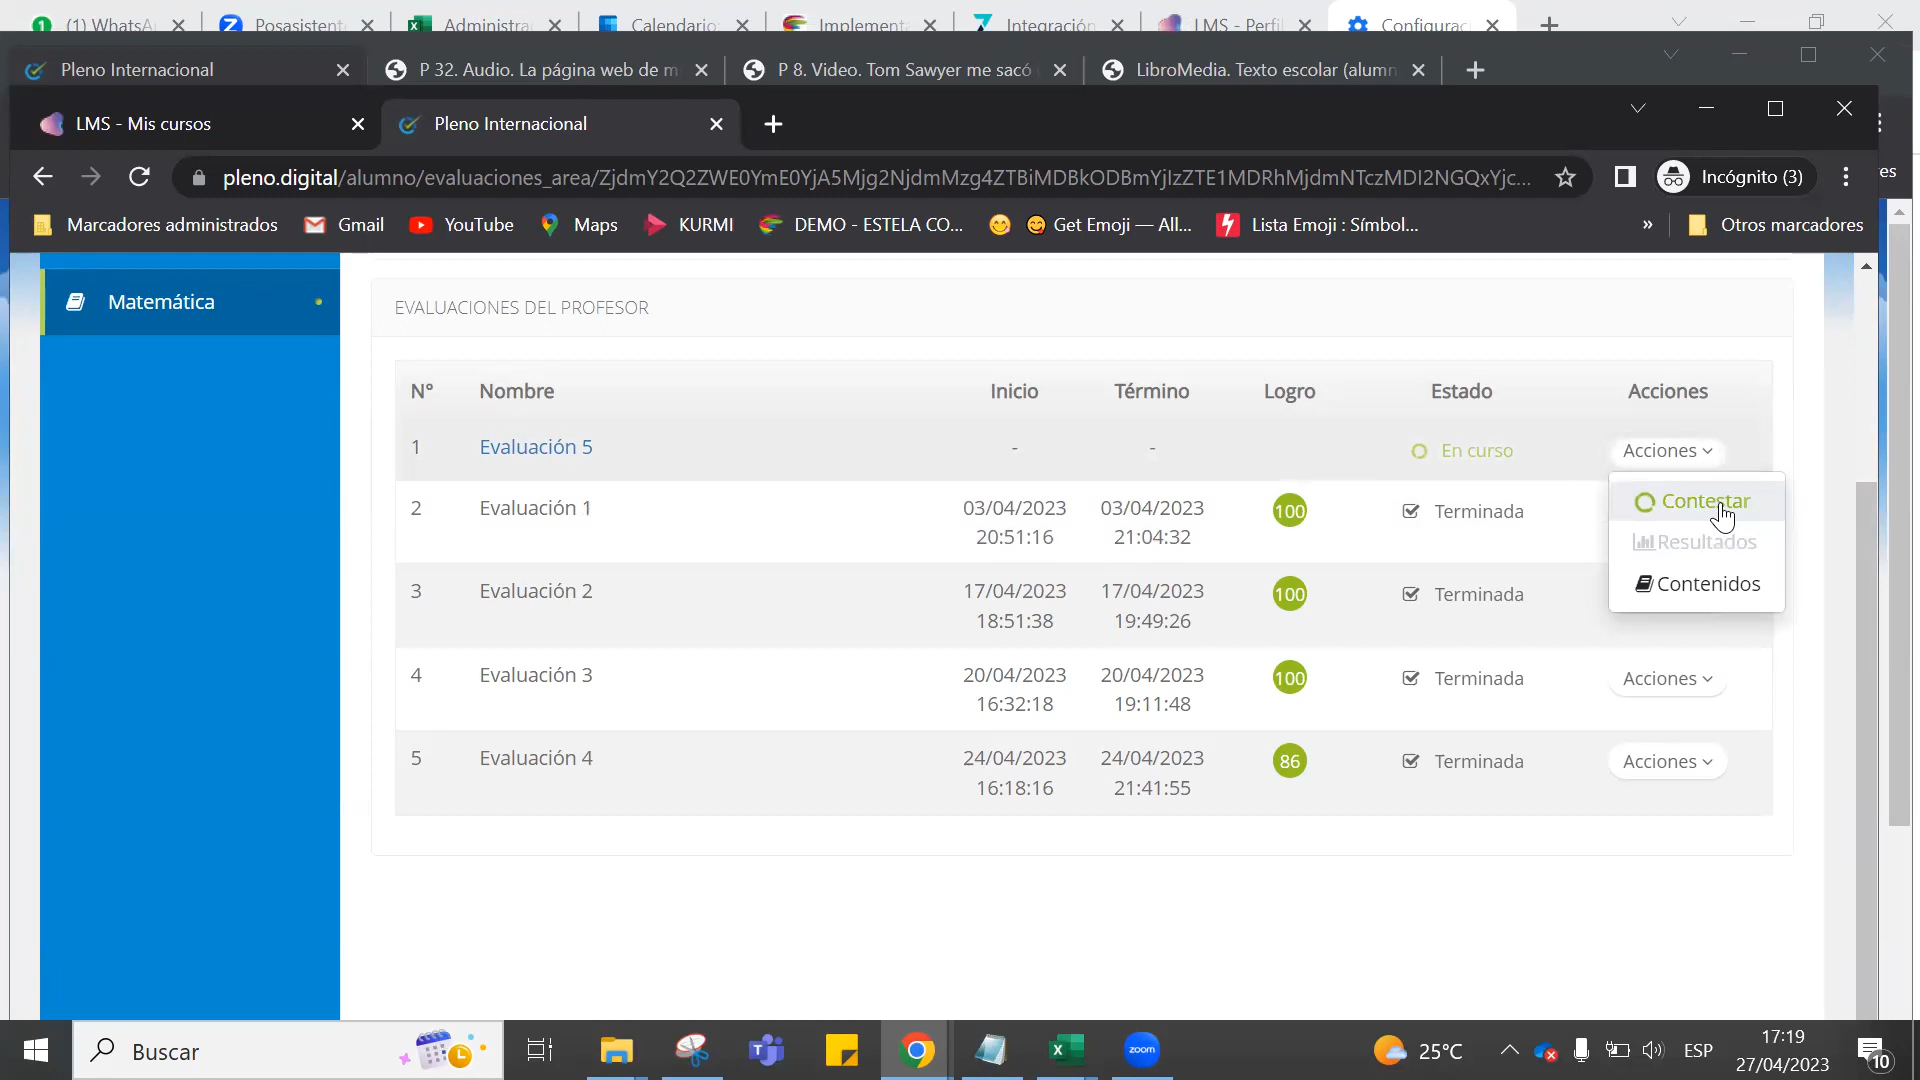 (1) WhatsA
Posasistent
Administra
Calendario
Implement
Integración
LMS - Perfil
Configurac
Pleno Internacional
P 32. Audio. La página web de m
P 8. Video. Tom Sawyer me sacó
LibroMedia. Texto escolar (alumn
LMS - Mis cursos
Pleno Internacional
pleno.digital/alumno/evaluaciones_area/ZjdmY2Q2ZWE0YmE0YjA5Mjg2NjdmMzg4ZTBiMDBkODBmYjIzZTE1MDRhMjdmNTczMDI2NGQxYjc...
Incógnito (3)
es
Marcadores administrados
Gmail
YouTube
Maps
KURMI
DEMO - ESTELA CO...
Get Emoji — All...
Lista Emoji : Símbol...
»
Otros marcadores
Matemática
EVALUACIONES DEL PROFESOR
N° Nombre Inicio Término Logro Estado Acciones
1 Evaluación 5 - - En curso Acciones
Contestar
Resultados
Contenidos
2 Evaluación 1 03/04/2023 03/04/2023 100 Terminada
20:51:16 21:04:32
3 Evaluación 2 17/04/2023 17/04/2023 100 Terminada
18:51:38 19:49:26
4 Evaluación 3 20/04/2023 20/04/2023 100 Terminada Acciones
16:32:18 19:11:48
5 Evaluación 4 24/04/2023 24/04/2023 86 Terminada Acciones
16:18:16 21:41:55
Buscar
zoom
25°C
ESP
17:19
27/04/2023
10